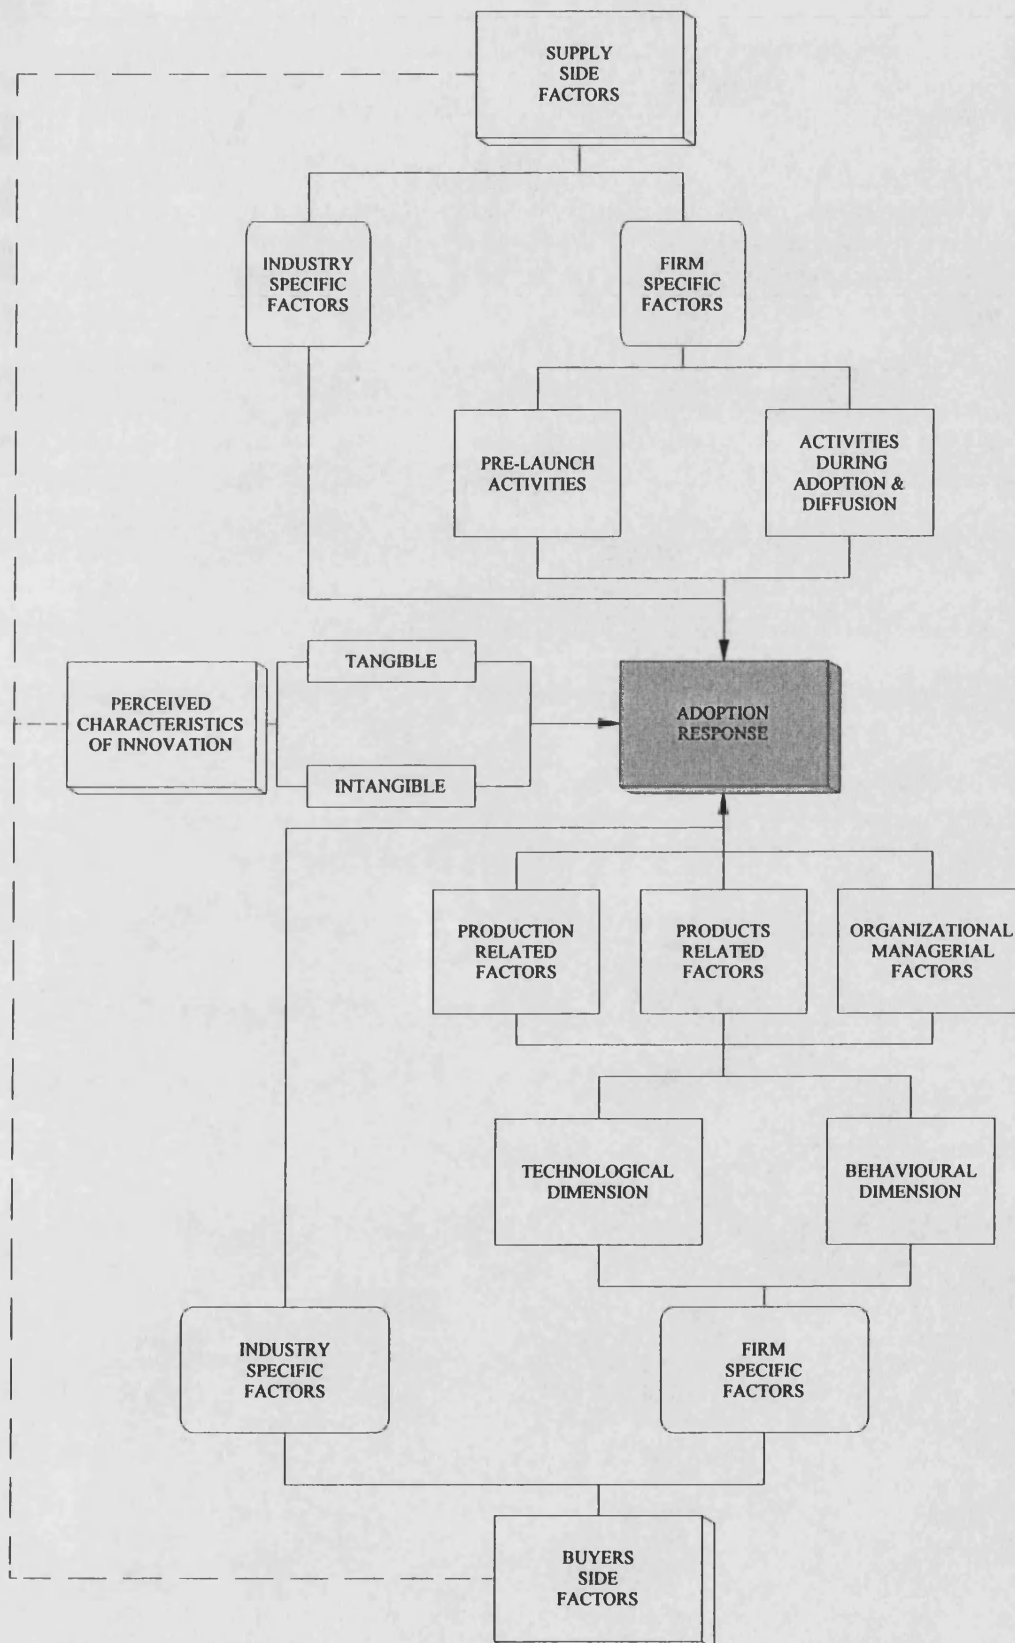 SUPPLY
SIDE
FACTORS
INDUSTRY
SPECIFIC
FACTORS
FIRM
SPECIFIC
FACTORS
PRE-LAUNCH
ACTIVITIES
ACTIVITIES
DURING
ADOPTION &
DIFFUSION
TANGIBLE
PERCEIVED
CHARACTERISTICS
OF INNOVATION
ADOPTION
RESPONSE
INTANGIBLE
PRODUCTION
RELATED
FACTORS
PRODUCTS
RELATED
FACTORS
ORGANIZATIONAL
MANAGERIAL
FACTORS
TECHNOLOGICAL
DIMENSION
BEHAVIOURAL
DIMENSION
INDUSTRY
SPECIFIC
FACTORS
FIRM
SPECIFIC
FACTORS
BUYERS
SIDE
FACTORS